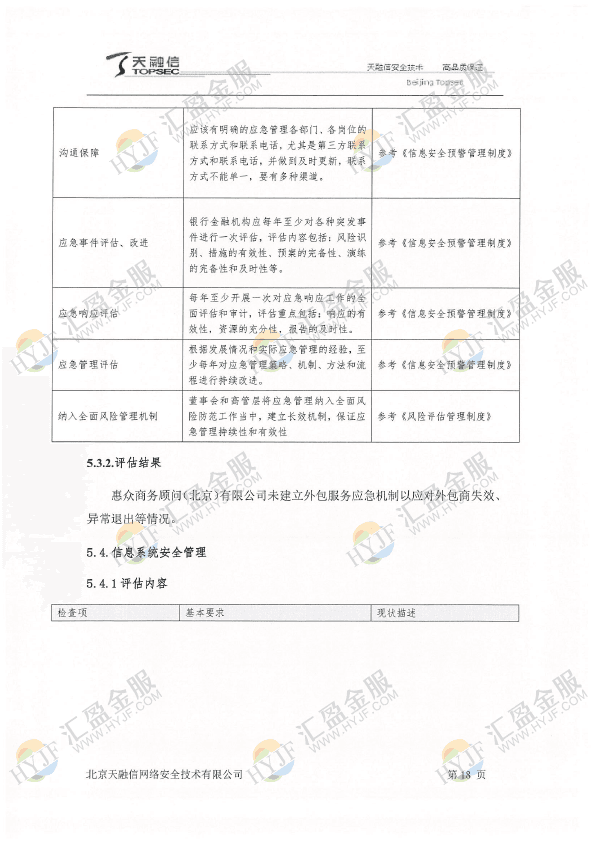 天融信
TOPSEC
天融信安全技术 高品质保证
Beijing Topsec
沟通保障
应该有明确的应急管理各部门、各岗位的
联系方式和联系电话，尤其是第三方联系
方式和联系电话，并做到及时更新，联系
方式不能单一，要有多种渠道。
参考《信息安全预警管理制度》
应急事件评估、改进
银行金融机构应每年至少对各种突发事
件进行一次评估，评估内容包括：风险识
别、措施的有效性、预案的完备性、演练
的完备性和及时性等。
参考《信息安全预警管理制度》
应急响应评估
每年至少开展一次对应急响应工作的全
面评估和审计，评估重点包括：响应的有
效性，资源的充分性，报告的及时性。
参考《信息安全预警管理制度》
应急管理评估
根据发展情况和实际应急管理的经验，至
少每年对应急管理策略、机制、方法和流
程进行持续改进。
参考《信息安全预警管理制度》
纳入全面风险管理机制
董事会和高管层将应急管理纳入全面风
险防范工作当中，建立长效机制，保证应
急管理持续性和有效性
参考《风险评估管理制度》
5.3.2.评估结果
惠众商务顾问（北京）有限公司未建立外包服务应急机制以应对外包商失效、
异常退出等情况。
5.4.信息系统安全管理
5.4.1 评估内容
检查项 基本要求 现状描述
北京天融信网络安全技术有限公司 第 18 页
HYJF 汇盈金服
WWW.HYJF.COM